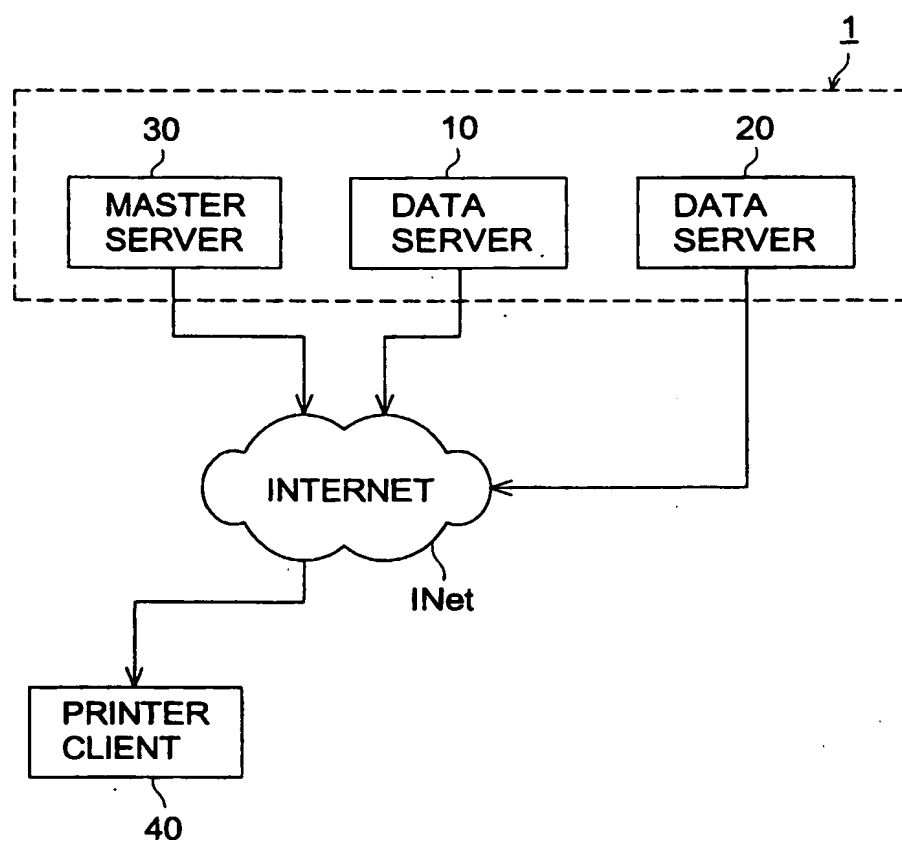 1
30
10
20
MASTER
SERVER
DATA
SERVER
DATA
SERVER
INTERNET
INet
PRINTER
CLIENT
40